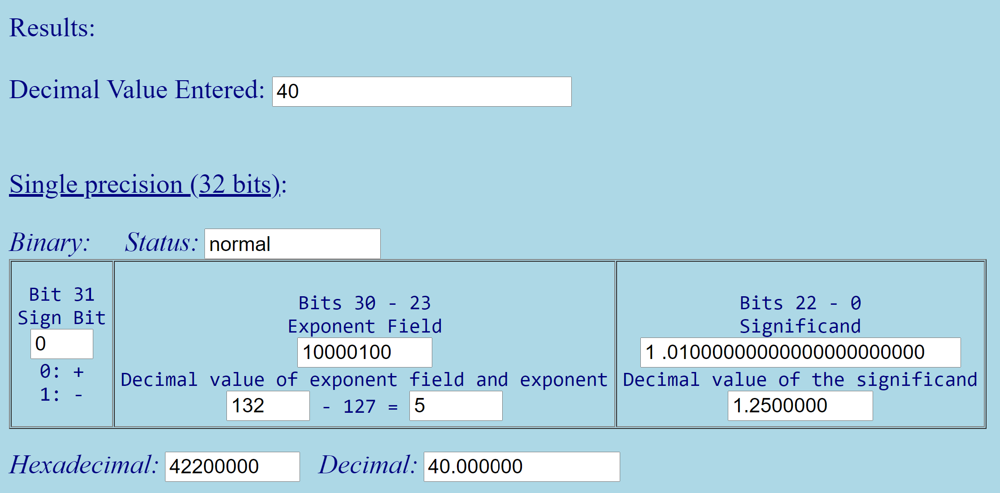 Results:
Decimal Value Entered: 40
Single precision (32 bits):
Binary: Status: normal
Bit 31
Sign Bit
0
0: +
1: -
Bits 30 - 23
Exponent Field
10000100
Decimal value of exponent field and exponent
132 - 127 = 5
Bits 22 - 0
Significand
1 .01000000000000000000000
Decimal value of the significand
1.2500000
Hexadecimal: 42200000 Decimal: 40.000000